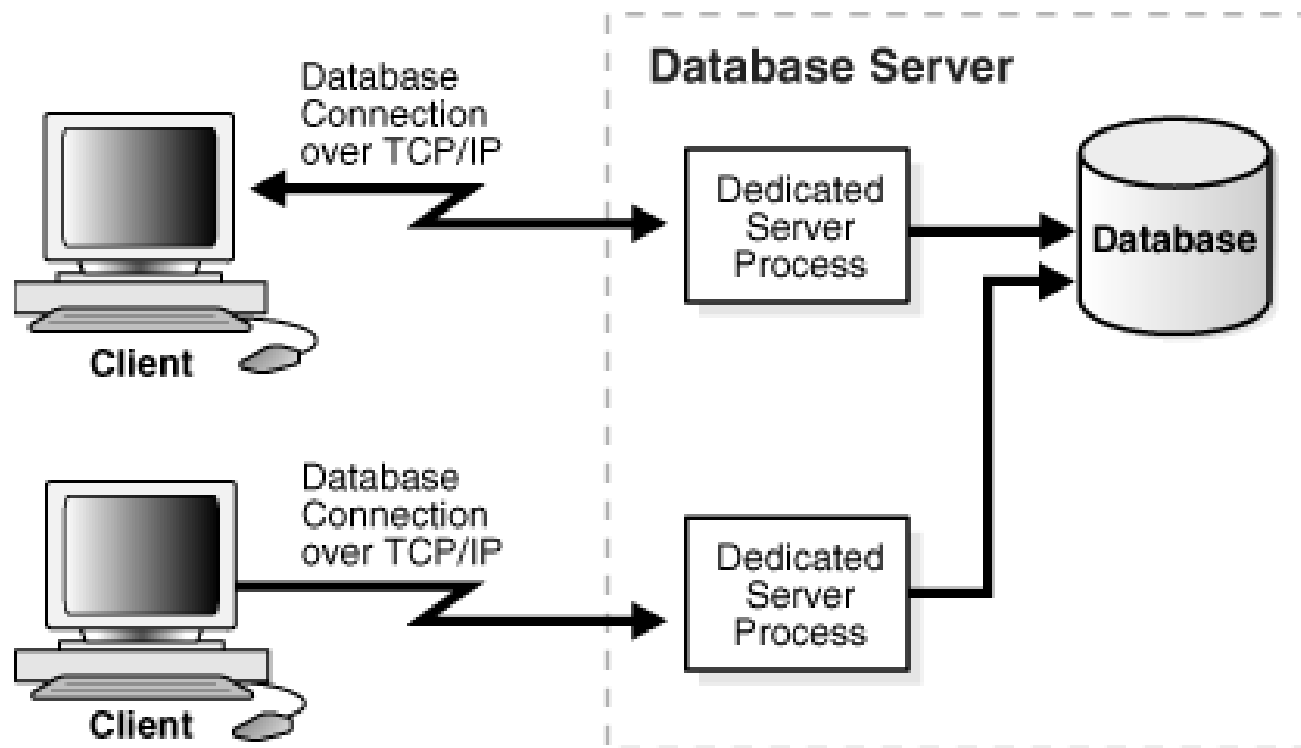 Database
Connection
over TCP/IP
Database Server
Dedicated
Server
Process
Database
Client
Database
Connection
over TCP/IP
Dedicated
Server
Process
Client